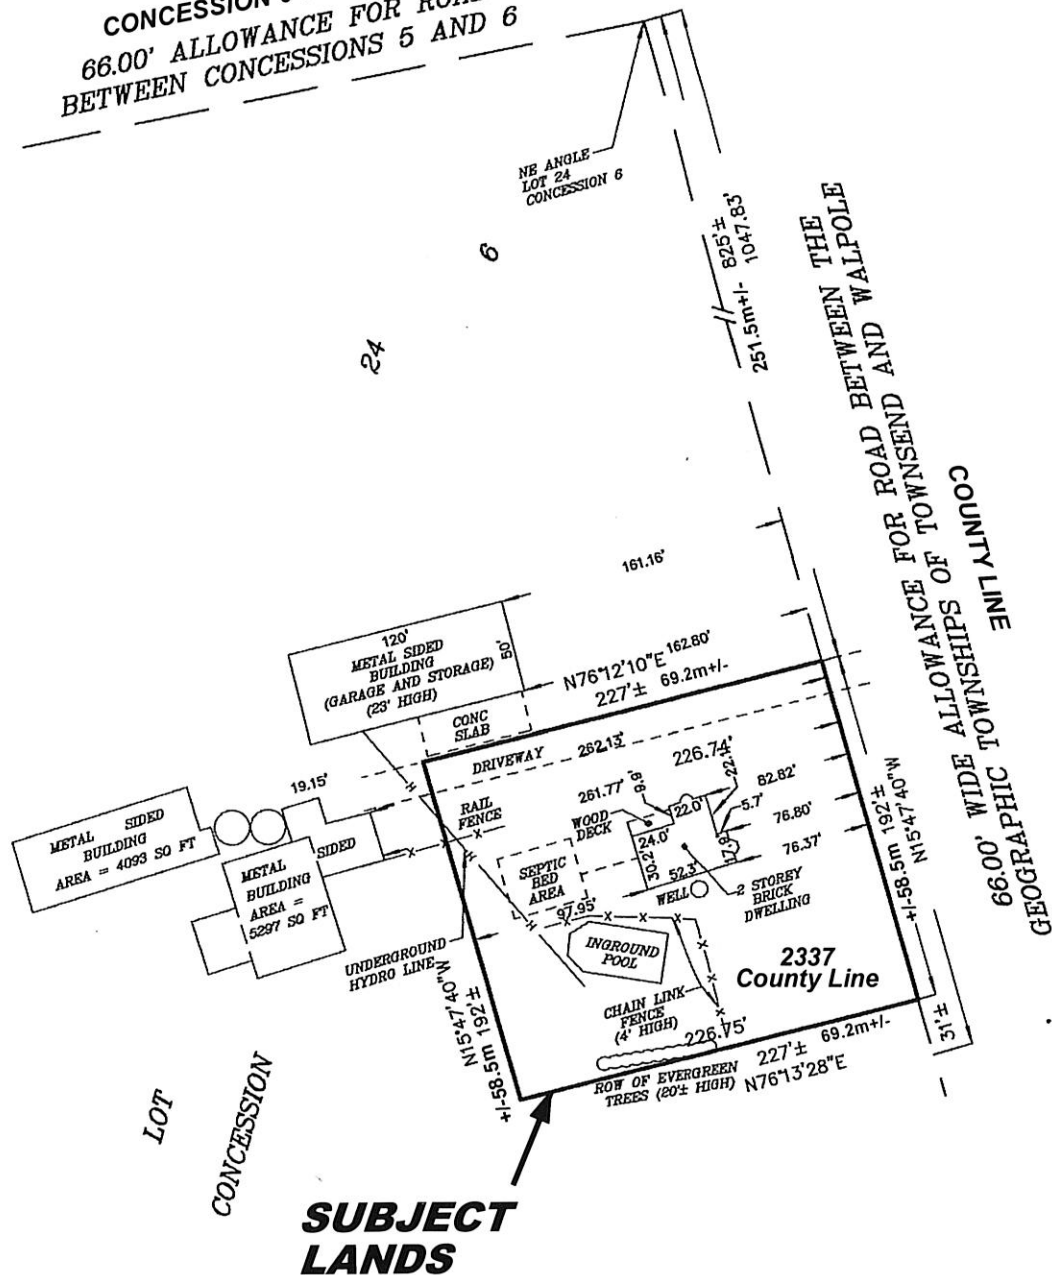 CONCESSION
66.00' ALLOWANCE FOR ROAD
BETWEEN CONCESSIONS 5 AND 6
NE ANGLE
LOT 24
CONCESSION 6
6
24
825'±
251.5m+/- 1047.83'
COUNTY LINE
66.00' WIDE ALLOWANCE FOR ROAD BETWEEN THE
GEOGRAPHIC TOWNSHIPS OF TOWNSEND AND WALPOLE
161.16'
120'
METAL SIDED
BUILDING
(GARAGE AND STORAGE)
(23' HIGH)
50'
N76°12'10"E 162.80'
227'± 69.2m+/-
CONC
SLAB
DRIVEWAY 262.13'
226.74'
22.1'
19.15'
RAIL
FENCE
261.77'
9.9'
WOOD
DECK
22.0'
24.0'
30.2'
52.3'
17.9'
5.7'
82.82'
76.80'
76.37'
METAL SIDED
BUILDING
AREA = 4093 SQ FT
METAL SIDED
BUILDING
AREA =
5297 SQ FT
SEPTIC
BED
AREA
97.95'
WELL
2 STOREY
BRICK
DWELLING
UNDERGROUND
HYDRO LINE
INGROUND
POOL
2337
County Line
CHAIN LINK
FENCE
(4' HIGH)
226.75'
N15°47'40"W
+/-58.5m 192'±
+/-58.5m 192'±
N15°47'40"W
31'±
ROW OF EVERGREEN
TREES (20'± HIGH)
227'± 69.2m+/-
N76°13'28"E
LOT
CONCESSION
SUBJECT
LANDS